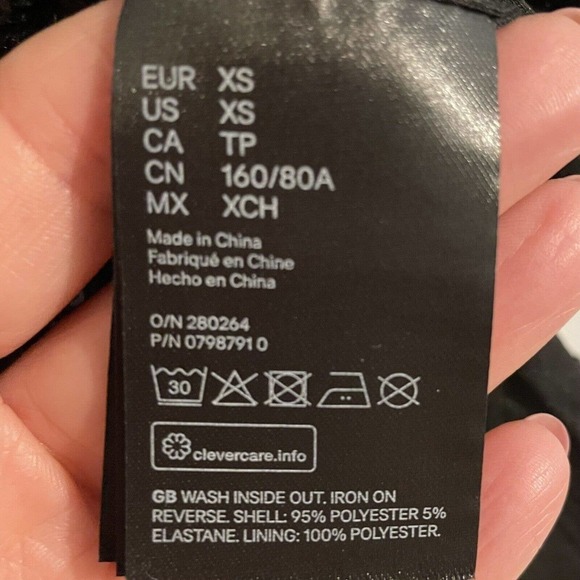 EUR XS
US XS
CA TP
CN 160/80A
MX XCH
Made in China
Fabriqué en Chine
Hecho en China
O/N 280264
P/N 0798791 0
30
clevercare.info
GB WASH INSIDE OUT. IRON ON
REVERSE. SHELL: 95% POLYESTER 5%
ELASTANE. LINING: 100% POLYESTER.